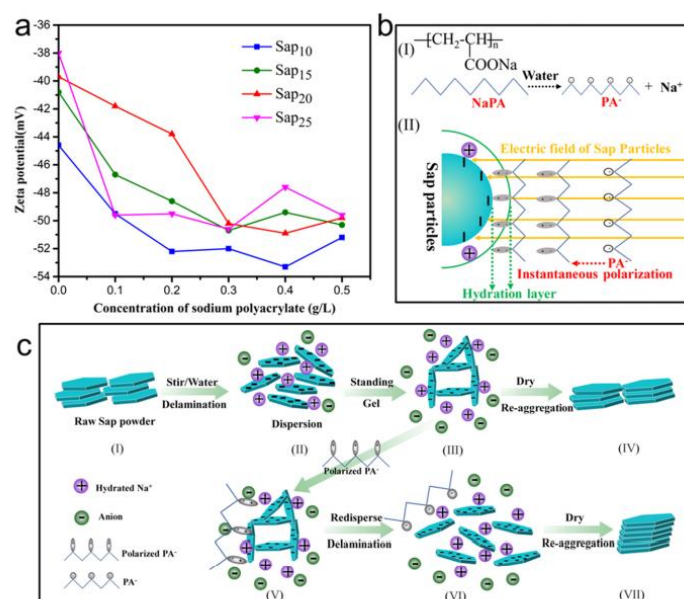 a
-36
-38
-40
-42
-44
-46
-48
-50
-52
-54
Zeta potential(mV)
Sap10
Sap15
Sap20
Sap25
0.0 0.1 0.2 0.3 0.4 0.5
Concentration of sodium polyacrylate (g/L)
b
(I) -[CH2-CH]n
COONa
Water
NaPA PA- + Na+
(II)
Electric field of Sap Particles
Sap particles
PA-
Instantaneous polarization
Hydration layer
c
Stir/Water
Delamination
Standing
Gel
Dry
Re-aggregation
Raw Sap powder
Dispersion
(I) (II) (III) (IV)
Polarized PA-
Hydrated Na+
Anion
Polarized PA-
PA-
Redisperse
Delamination
Dry
Re-aggregation
(V) (VI) (VII)